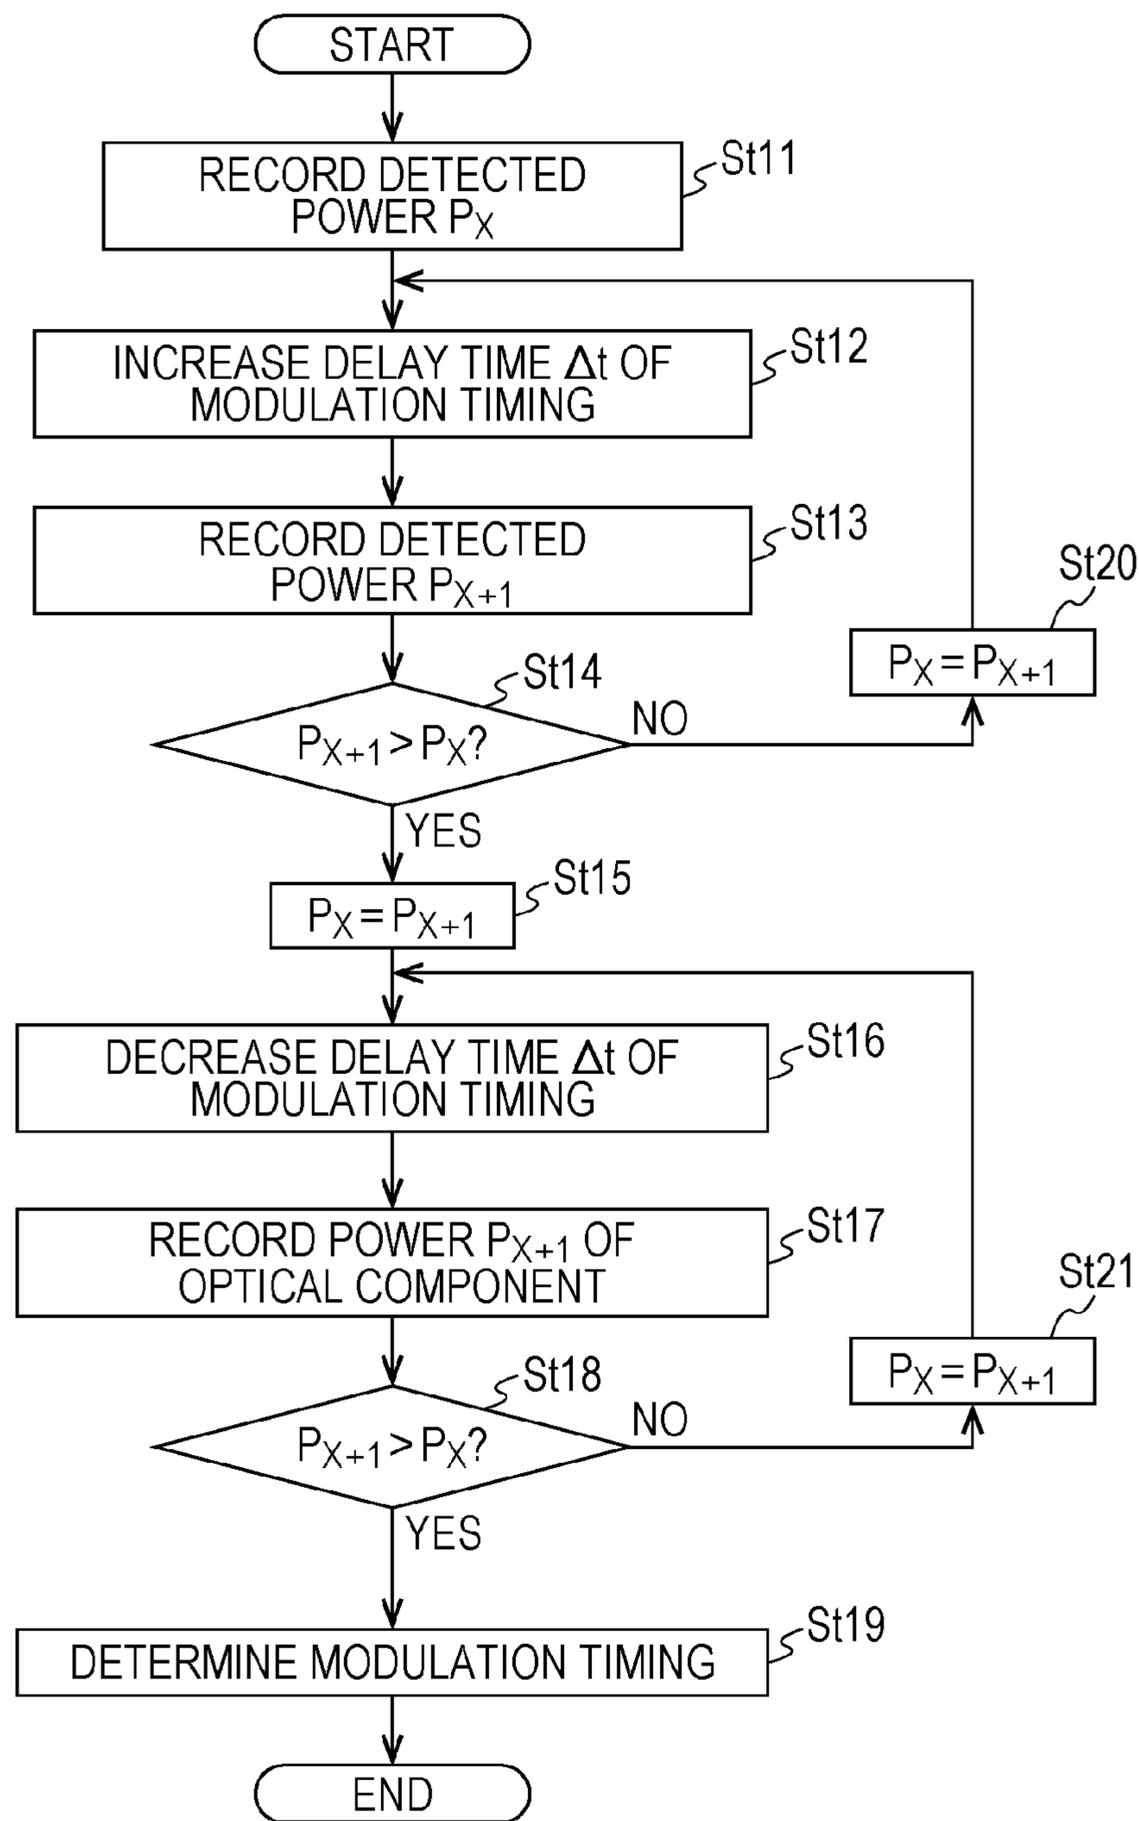 START
RECORD DETECTED
POWER PX
St11
INCREASE DELAY TIME Δt OF
MODULATION TIMING
St12
RECORD DETECTED
POWER PX+1
St13
St20
PX = PX+1
St14
PX+1 > PX?
NO
YES
St15
PX = PX+1
DECREASE DELAY TIME Δt OF
MODULATION TIMING
St16
RECORD POWER PX+1 OF
OPTICAL COMPONENT
St17
St21
PX = PX+1
St18
PX+1 > PX?
NO
YES
DETERMINE MODULATION TIMING
St19
END